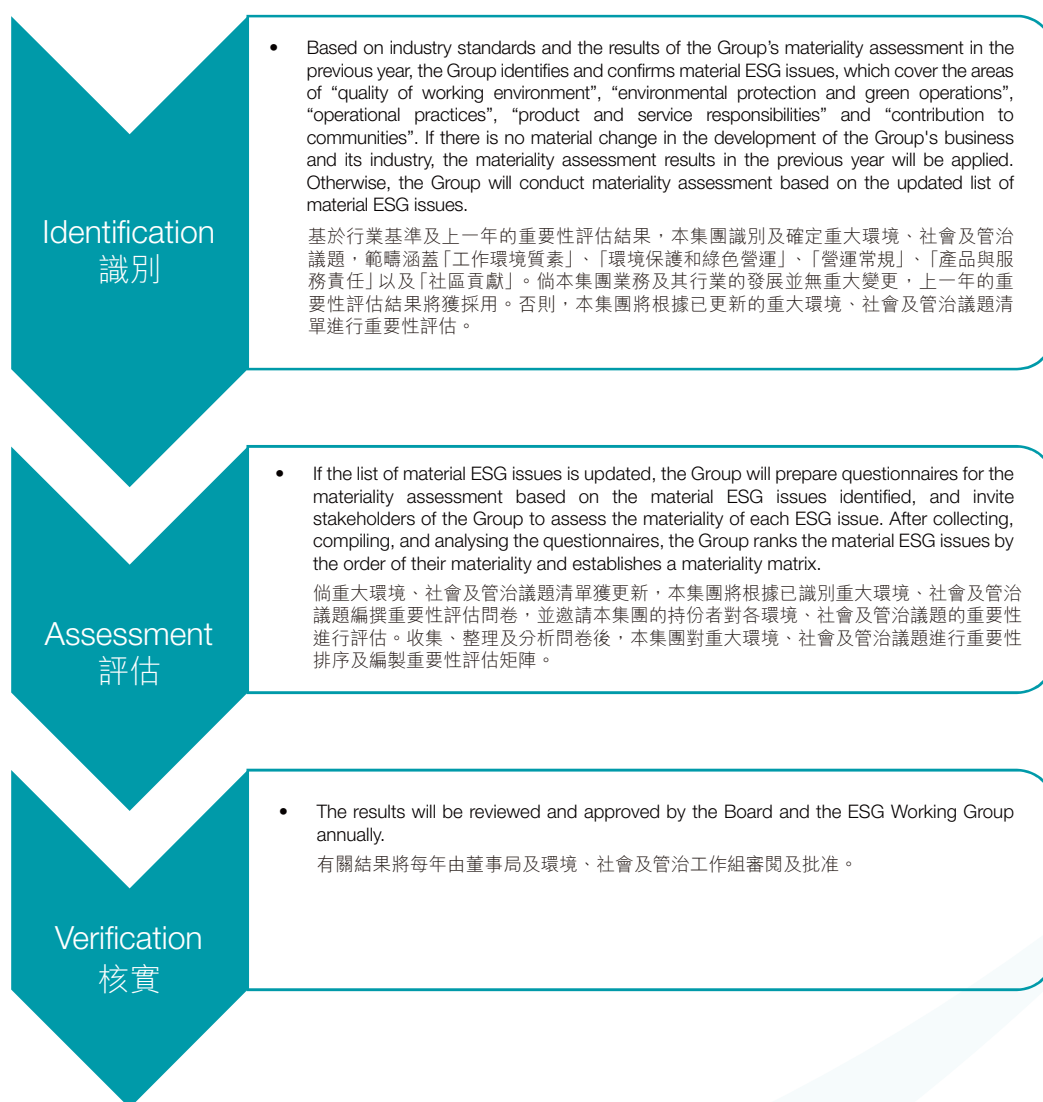 Identification
識別
• Based on industry standards and the results of the Group’s materiality assessment in the
previous year, the Group identifies and confirms material ESG issues, which cover the areas
of “quality of working environment”, “environmental protection and green operations”,
“operational practices”, “product and service responsibilities” and “contribution to
communities”. If there is no material change in the development of the Group's business
and its industry, the materiality assessment results in the previous year will be applied.
Otherwise, the Group will conduct materiality assessment based on the updated list of
material ESG issues.
基於行業基準及上一年的重要性評估結果，本集團識別及確定重大環境、社會及管治
議題，範疇涵蓋「工作環境質素」、「環境保護和綠色營運」、「營運常規」、「產品與服
務責任」以及「社區貢獻」。倘本集團業務及其行業的發展並無重大變更，上一年的重
要性評估結果將獲採用。否則，本集團將根據已更新的重大環境、社會及管治議題清
單進行重要性評估。
Assessment
評估
• If the list of material ESG issues is updated, the Group will prepare questionnaires for the
materiality assessment based on the material ESG issues identified, and invite
stakeholders of the Group to assess the materiality of each ESG issue. After collecting,
compiling, and analysing the questionnaires, the Group ranks the material ESG issues by
the order of their materiality and establishes a materiality matrix.
倘重大環境、社會及管治議題清單獲更新，本集團將根據已識別重大環境、社會及管治
議題編撰重要性評估問卷，並邀請本集團的持份者對各環境、社會及管治議題的重要性
進行評估。收集、整理及分析問卷後，本集團對重大環境、社會及管治議題進行重要性
排序及編製重要性評估矩陣。
Verification
核實
• The results will be reviewed and approved by the Board and the ESG Working Group
annually.
有關結果將每年由董事局及環境、社會及管治工作組審閱及批准。